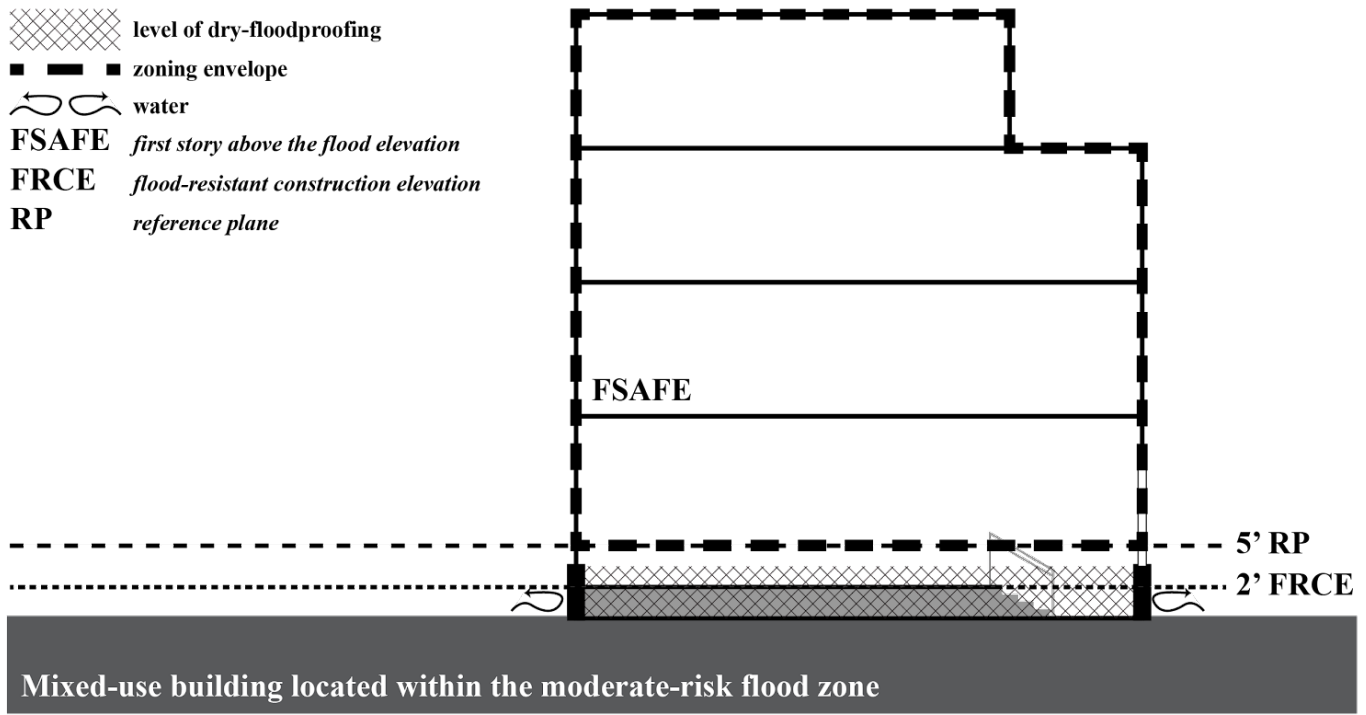 level of dry-floodproofing
zoning envelope
water
FSAFE first story above the flood elevation
FRCE flood-resistant construction elevation
RP reference plane
FSAFE
5’ RP
2’ FRCE
Mixed-use building located within the moderate-risk flood zone